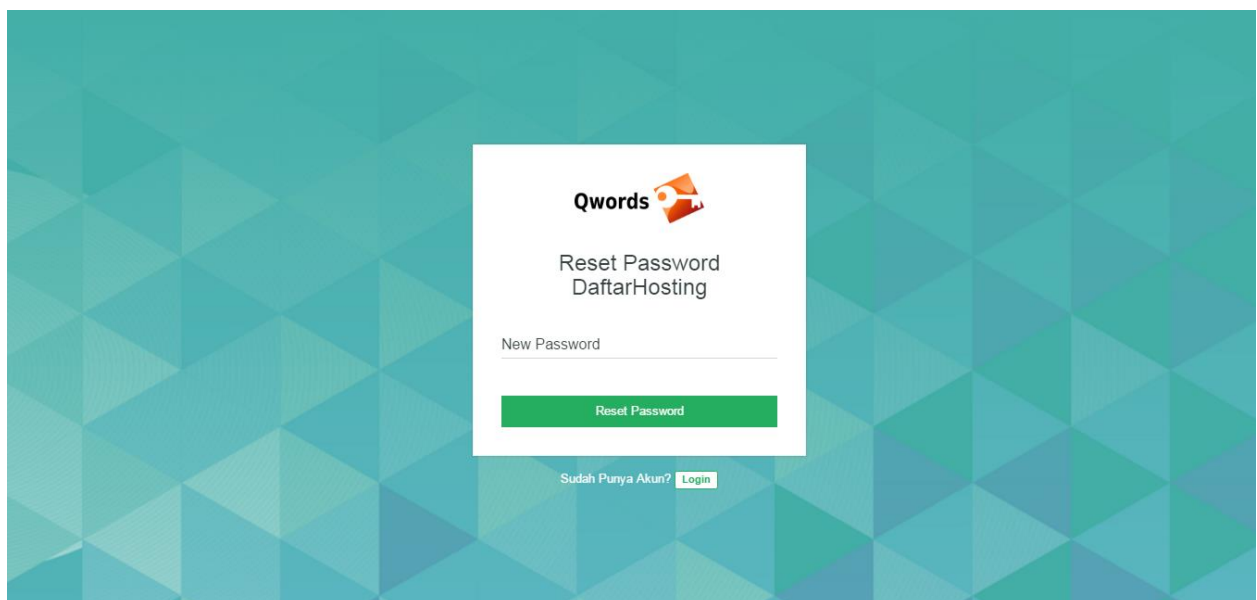 Qwords
Reset Password
DaftarHosting
New Password
Reset Password
Sudah Punya Akun? Login